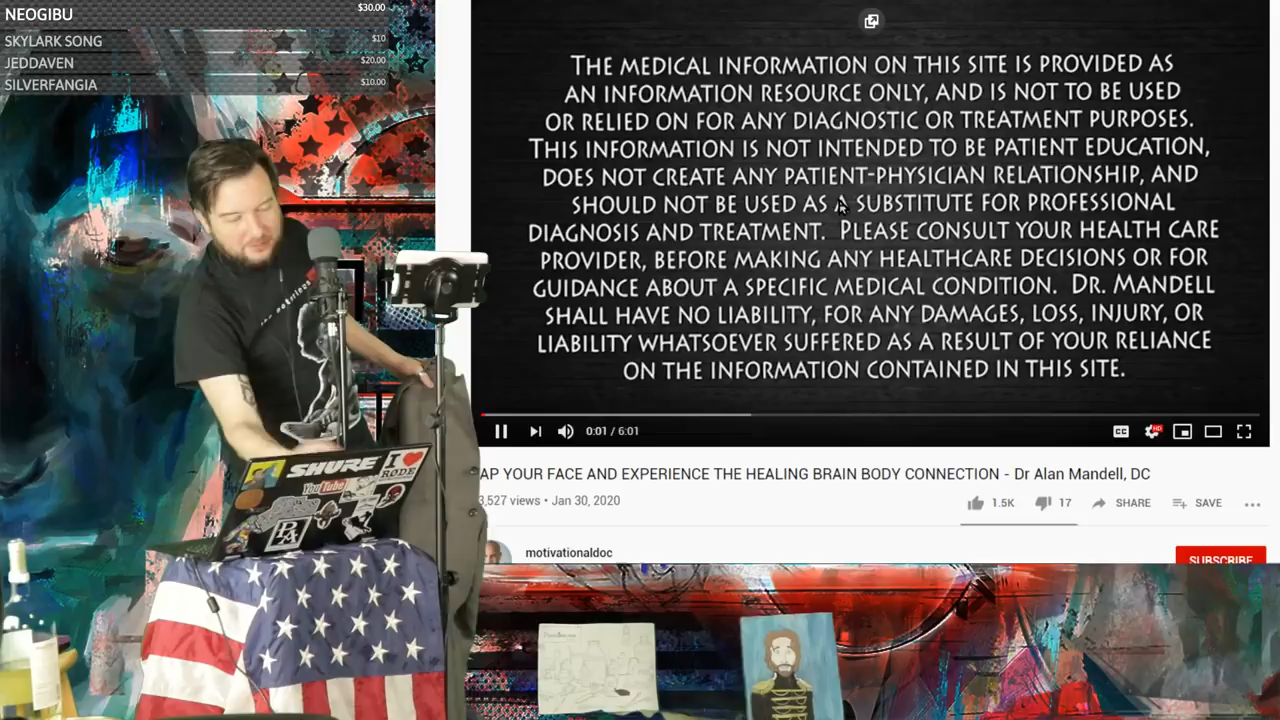 NEOGIBU
$30.00
SKYLARK SONG
$10
JEDDAVEN
$20.00
SILVERFANGIA
$10.00
THE MEDICAL INFORMATION ON THIS SITE IS PROVIDED AS
AN INFORMATION RESOURCE ONLY, AND IS NOT TO BE USED
OR RELIED ON FOR ANY DIAGNOSTIC OR TREATMENT PURPOSES.
THIS INFORMATION IS NOT INTENDED TO BE PATIENT EDUCATION,
DOES NOT CREATE ANY PATIENT-PHYSICIAN RELATIONSHIP, AND
SHOULD NOT BE USED AS A SUBSTITUTE FOR PROFESSIONAL
DIAGNOSIS AND TREATMENT. PLEASE CONSULT YOUR HEALTH CARE
PROVIDER, BEFORE MAKING ANY HEALTHCARE DECISIONS OR FOR
GUIDANCE ABOUT A SPECIFIC MEDICAL CONDITION. DR. MANDELL
SHALL HAVE NO LIABILITY, FOR ANY DAMAGES, LOSS, INJURY, OR
LIABILITY WHATSOEVER SUFFERED AS A RESULT OF YOUR RELIANCE
ON THE INFORMATION CONTAINED IN THIS SITE.
0:01 / 6:01
CC
HD
AP YOUR FACE AND EXPERIENCE THE HEALING BRAIN BODY CONNECTION - Dr Alan Mandell, DC
3,527 views • Jan 30, 2020
1.5K
17
SHARE
SAVE
motivationaldoc
SUBSCRIBE
SHURE
I ❤ RODE
YouTube